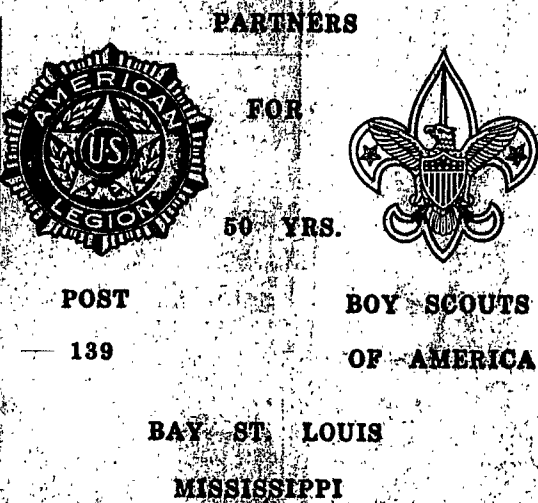 PARTNERS
FOR
50 YRS.
AMERICAN
US
LEGION
POST
139
BOY SCOUTS
OF AMERICA
BAY ST. LOUIS
MISSISSIPPI